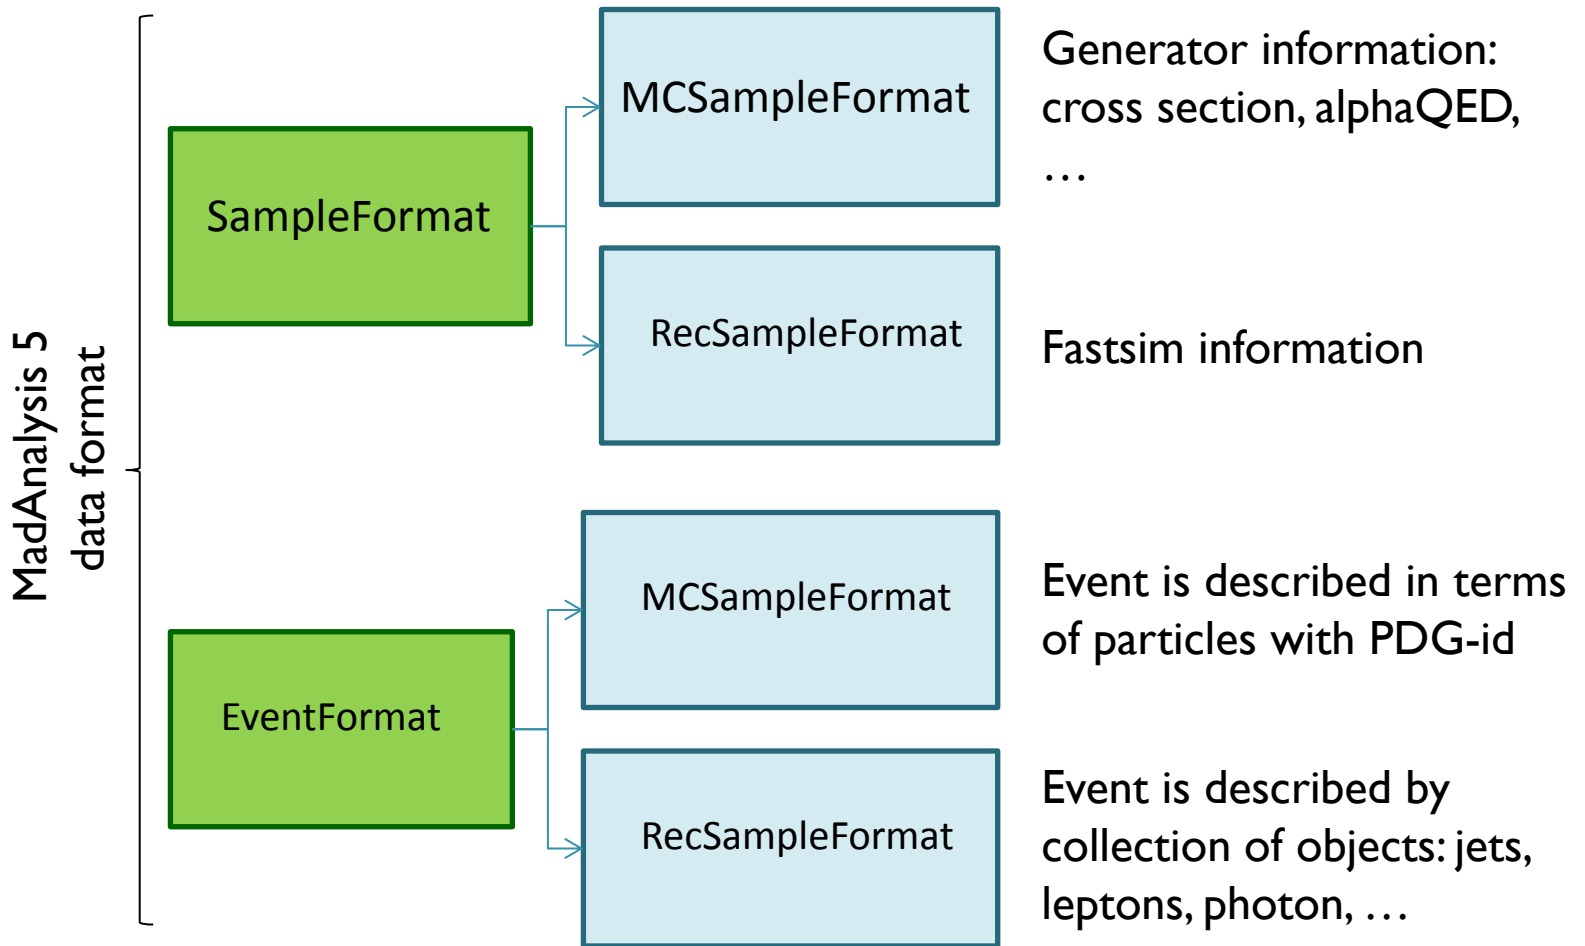 MadAnalysis 5
data format
SampleFormat
MCSampleFormat
Generator information:
cross section, alphaQED,
…
RecSampleFormat
Fastsim information
EventFormat
MCSampleFormat
Event is described in terms
of particles with PDG-id
RecSampleFormat
Event is described by
collection of objects: jets,
leptons, photon, …